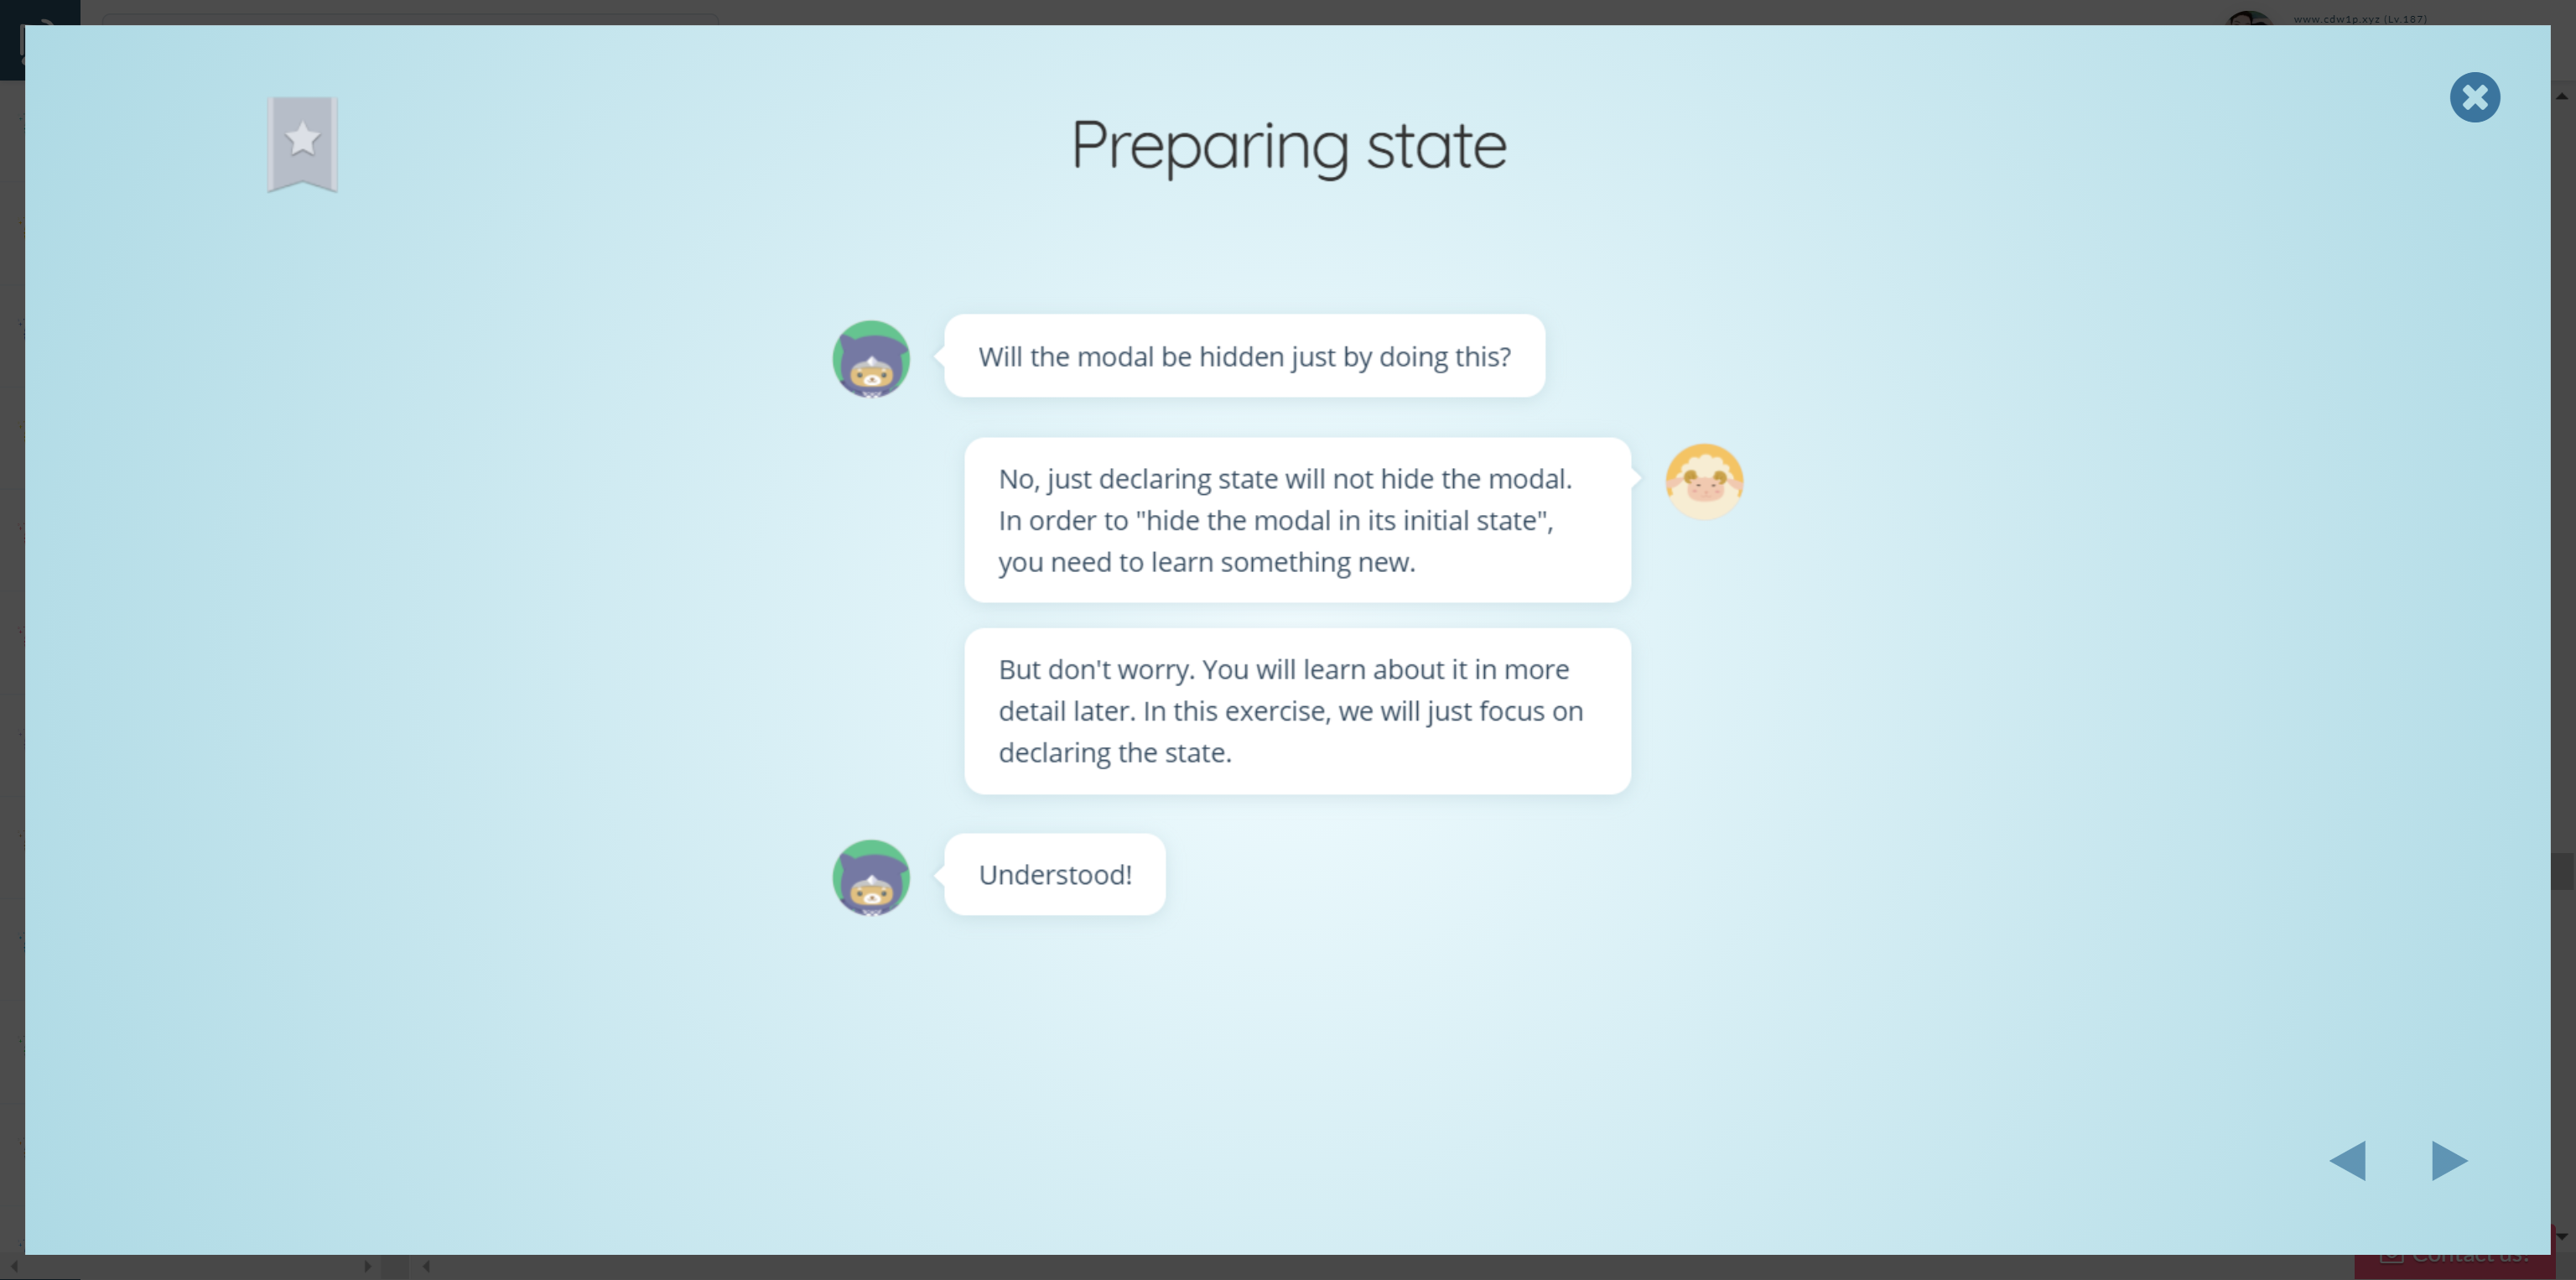 www.cdw1p.xyz (Lv.187)
Preparing state
Will the modal be hidden just by doing this?
No, just declaring state will not hide the modal.
In order to "hide the modal in its initial state",
you need to learn something new.
But don't worry. You will learn about it in more
detail later. In this exercise, we will just focus on
declaring the state.
Understood!
Contact us!